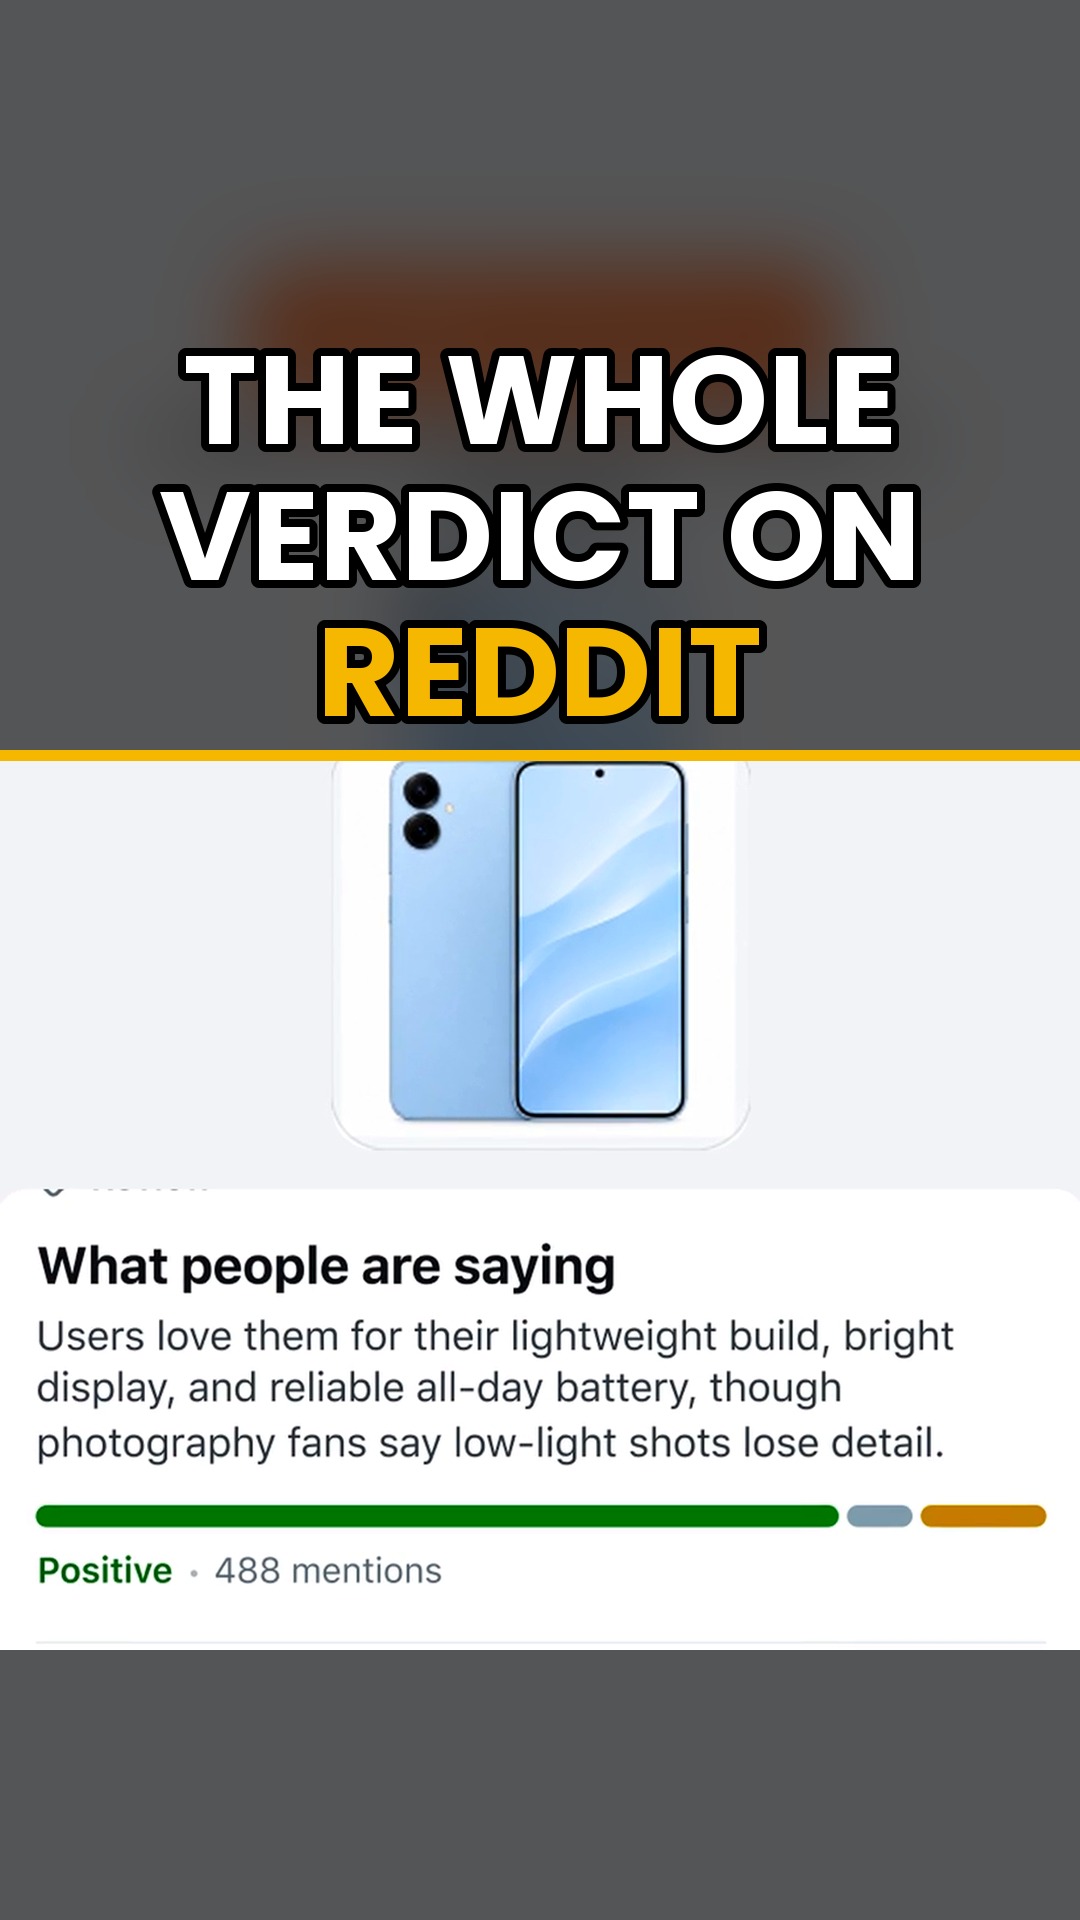 THE WHOLE
VERDICT ON
REDDIT
What people are saying
Users love them for their lightweight build, bright
display, and reliable all-day battery, though
photography fans say low-light shots lose detail.
Positive • 488 mentions